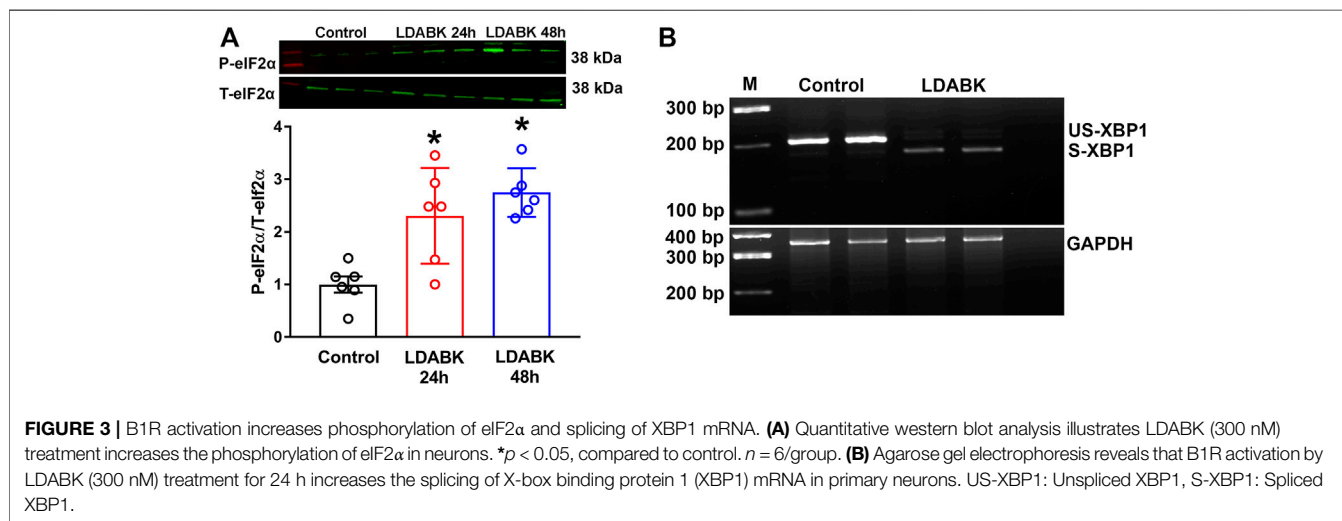 A
Control LDABK 24h LDABK 48h
P-eIF2α 38 kDa
T-eIF2α 38 kDa
4
3
2
1
0
P-eIF2α/T-eIf2α
* *
Control LDABK 24h LDABK 48h
B
M Control LDABK
300 bp
200 bp
100 bp
US-XBP1
S-XBP1
400 bp
300 bp
200 bp
GAPDH
FIGURE 3 | B1R activation increases phosphorylation of eIF2α and splicing of XBP1 mRNA. (A) Quantitative western blot analysis illustrates LDABK (300 nM)
treatment increases the phosphorylation of eIF2α in neurons. *p < 0.05, compared to control. n = 6/group. (B) Agarose gel electrophoresis reveals that B1R activation by
LDABK (300 nM) treatment for 24 h increases the splicing of X-box binding protein 1 (XBP1) mRNA in primary neurons. US-XBP1: Unspliced XBP1, S-XBP1: Spliced
XBP1.